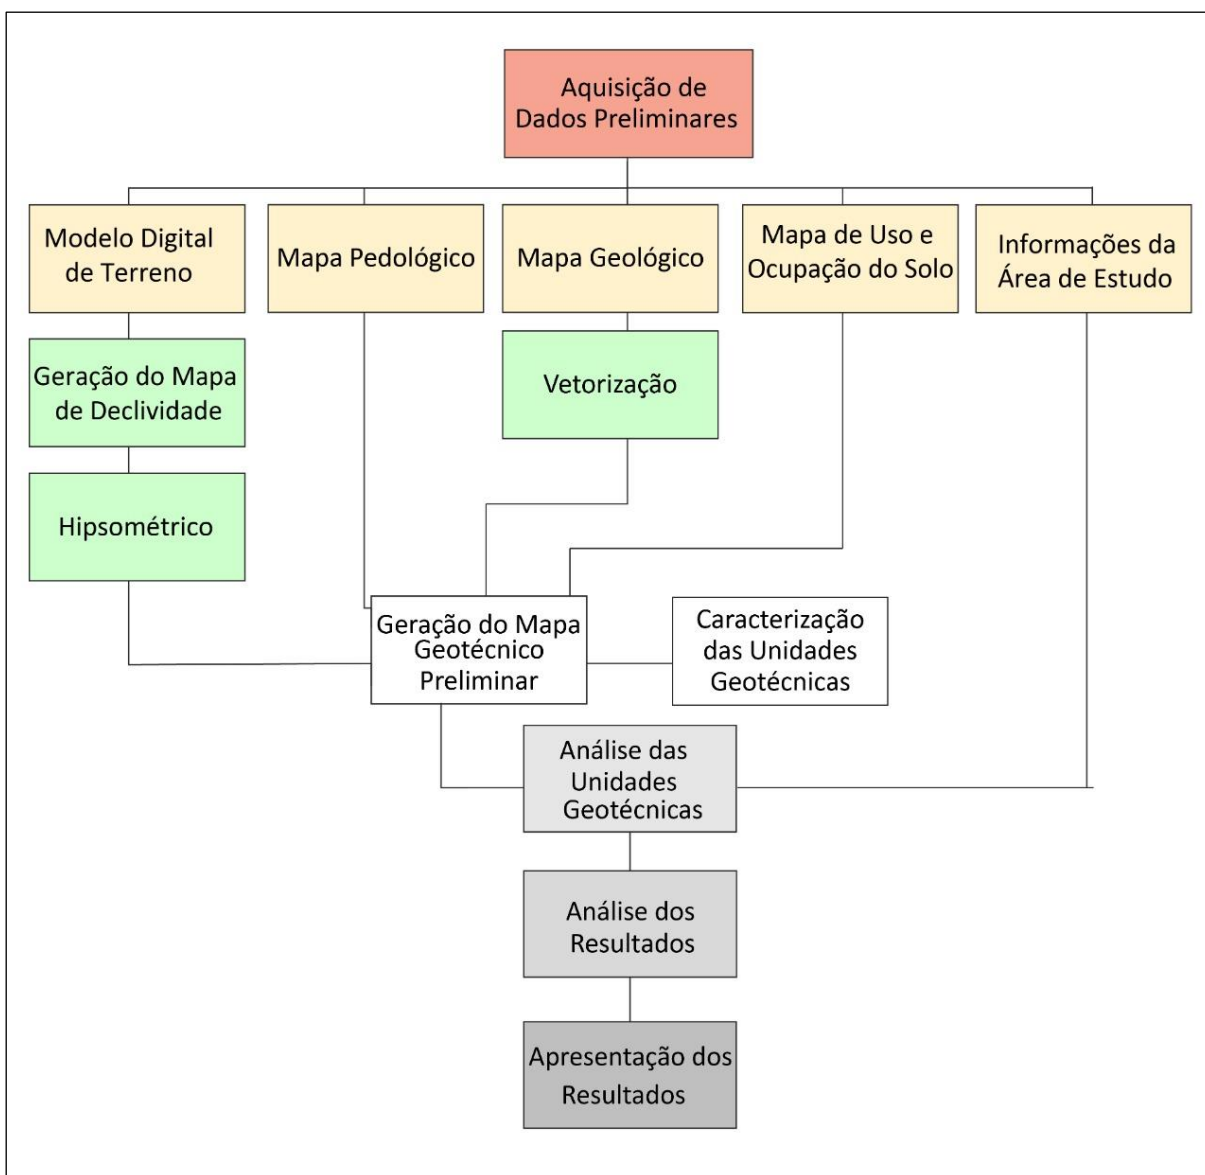 Aquisição de
Dados Preliminares
Modelo Digital
de Terreno
Mapa Pedológico
Mapa Geológico
Mapa de Uso e
Ocupação do Solo
Informações da
Área de Estudo
Geração do Mapa
de Declividade
Vetorização
Hipsométrico
Geração do Mapa
Geotécnico
Preliminar
Caracterização
das Unidades
Geotécnicas
Análise das
Unidades
Geotécnicas
Análise dos
Resultados
Apresentação dos
Resultados